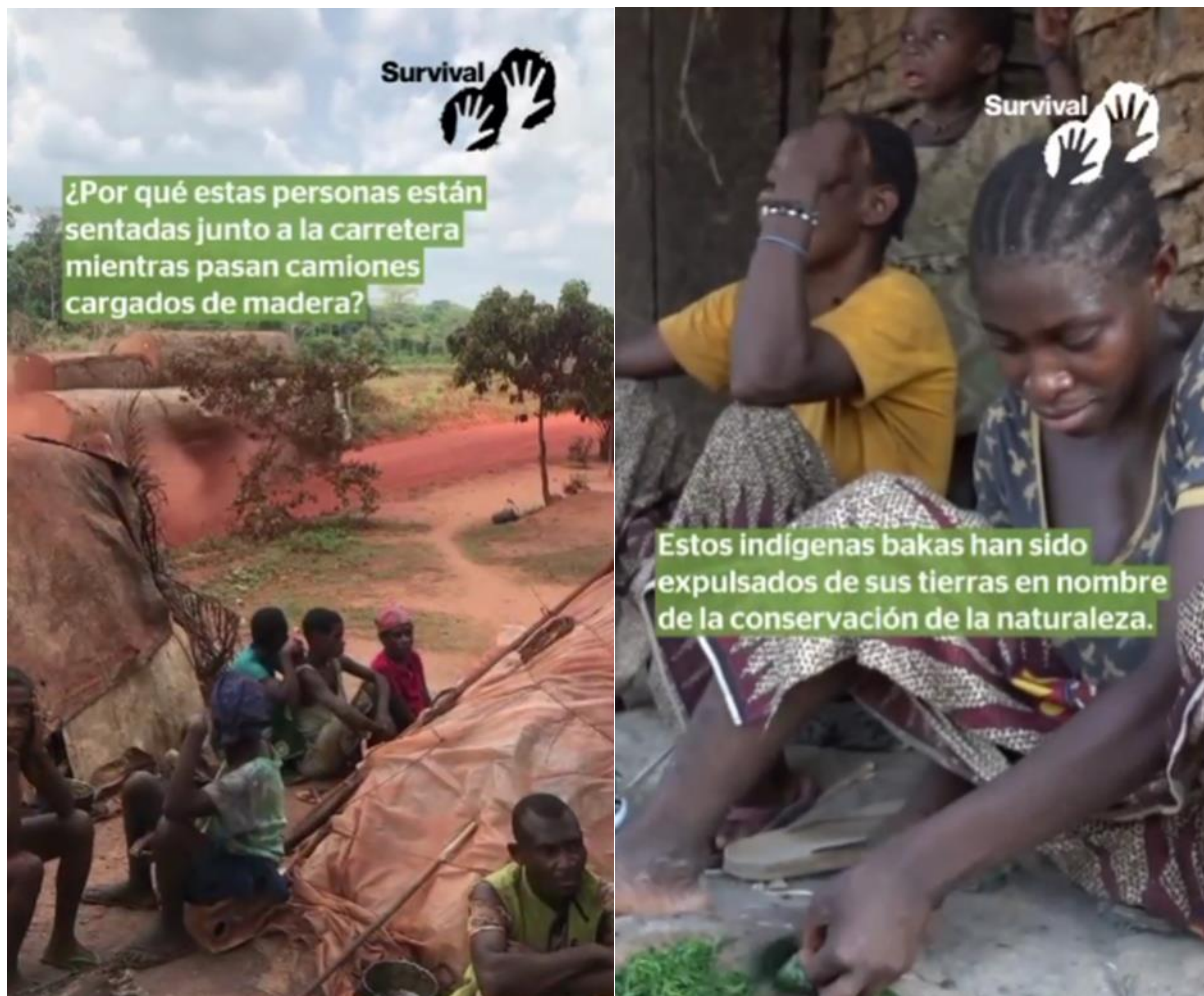 Survival
¿Por qué estas personas están
sentadas junto a la carretera
mientras pasan camiones
cargados de madera?
Survival
Estos indígenas bakas han sido
expulsados de sus tierras en nombre
de la conservación de la naturaleza.